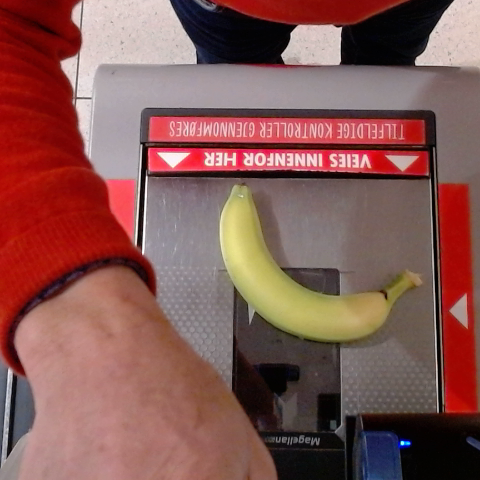 TILFELDIGE KONTROLLER GJENNOMFØRES
VEIES INNENFOR HER
Magellan